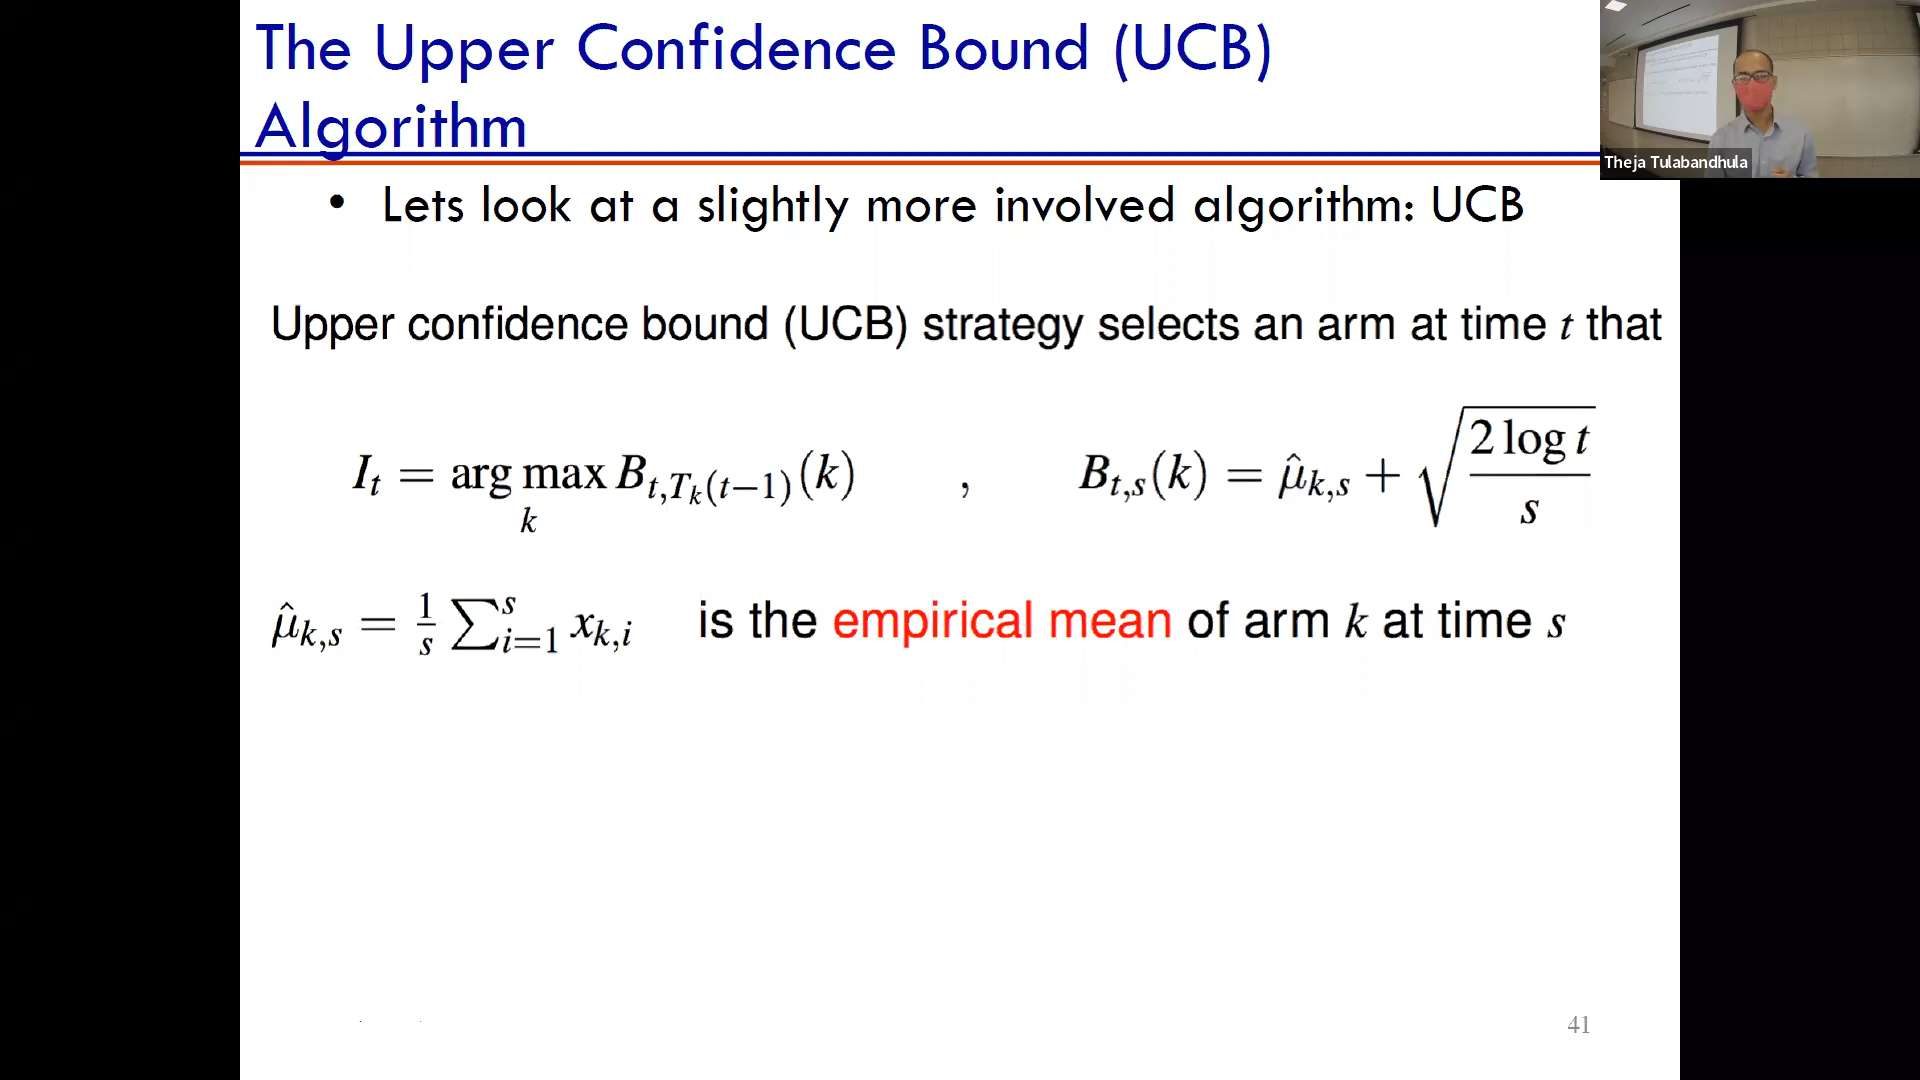 The Upper Confidence Bound (UCB)
Algorithm
Theja Tulabandhula
• Lets look at a slightly more involved algorithm: UCB
Upper confidence bound (UCB) strategy selects an arm at time t that
I_t = arg max_k B_{t,T_k(t−1)}(k) , B_{t,s}(k) = μ̂_{k,s} + √(2 log t / s)
μ̂_{k,s} = 1/s ∑_{i=1}^{s} x_{k,i} is the empirical mean of arm k at time s
41